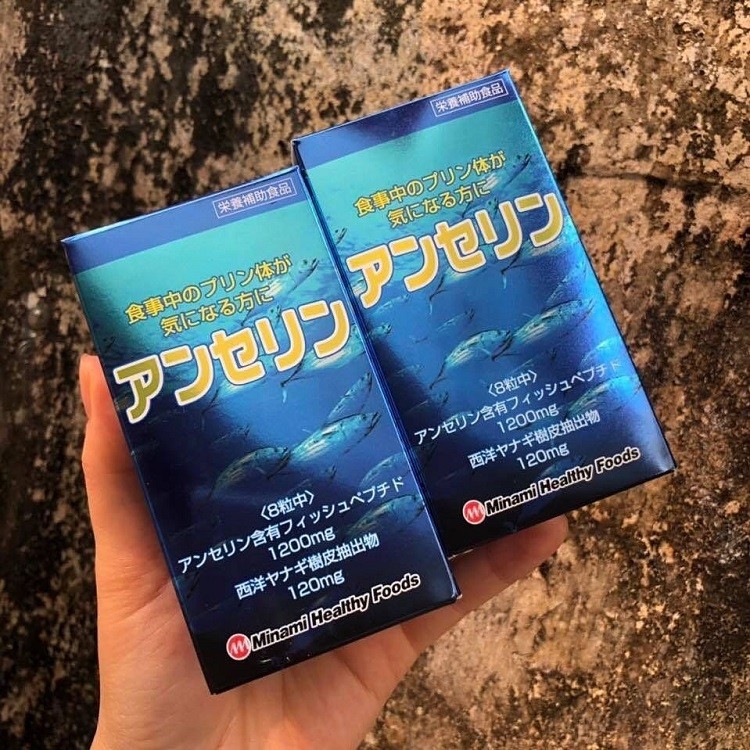 栄養補助食品
食事中のプリン体が
気になる方に
アンセリン
〈8粒中〉
アンセリン含有フィッシュペプチド
1200mg
西洋ヤナギ樹皮抽出物
120mg
Minami Healthy Foods
栄養補助食品
食事中のプリン体が
気になる方に
アンセリン
〈8粒中〉
アンセリン含有フィッシュペプチド
1200mg
西洋ヤナギ樹皮抽出物
120mg
Minami Healthy Foods